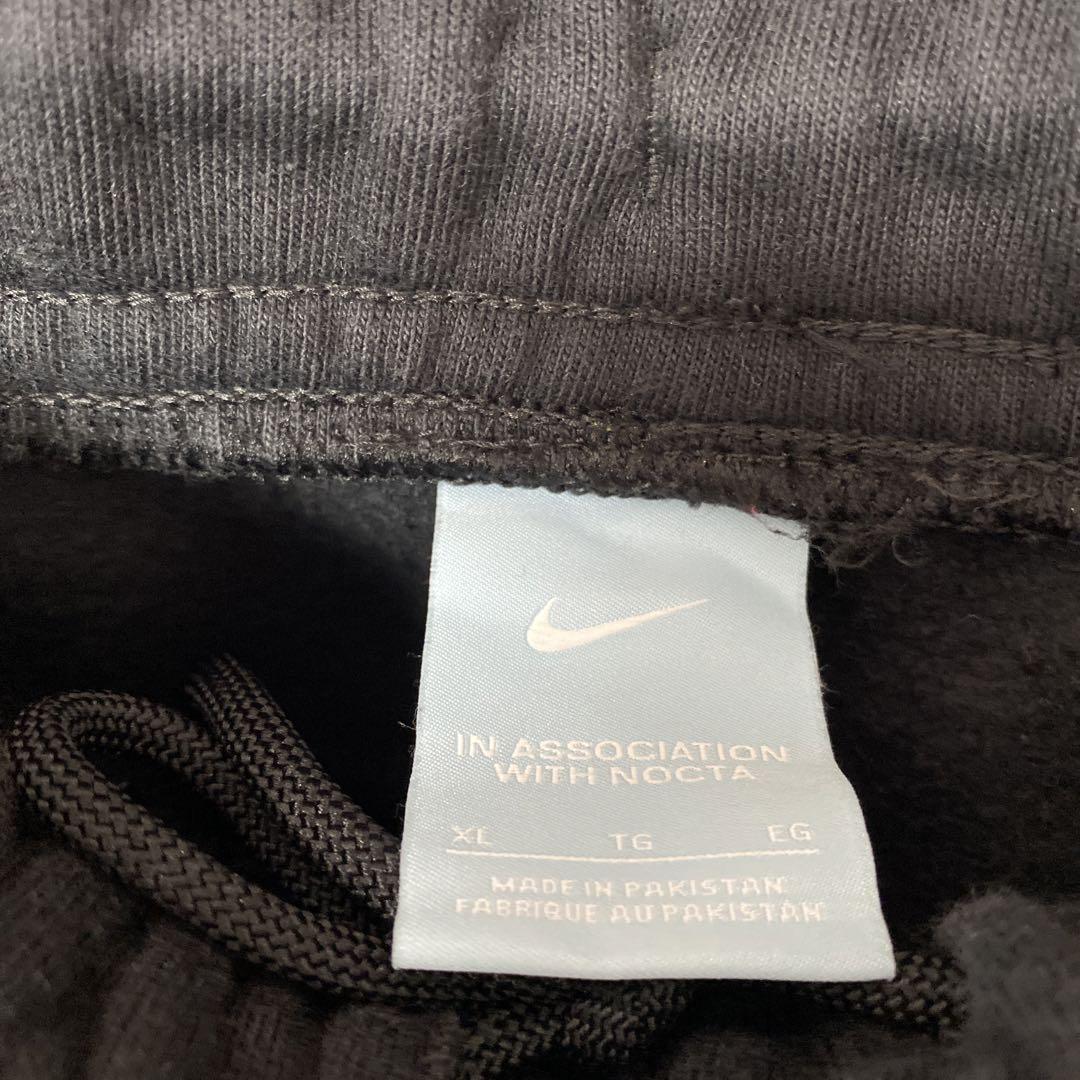 IN ASSOCIATION
WITH NOCTA
XL TG EG
MADE IN PAKISTAN
FABRIQUE AU PAKISTAN